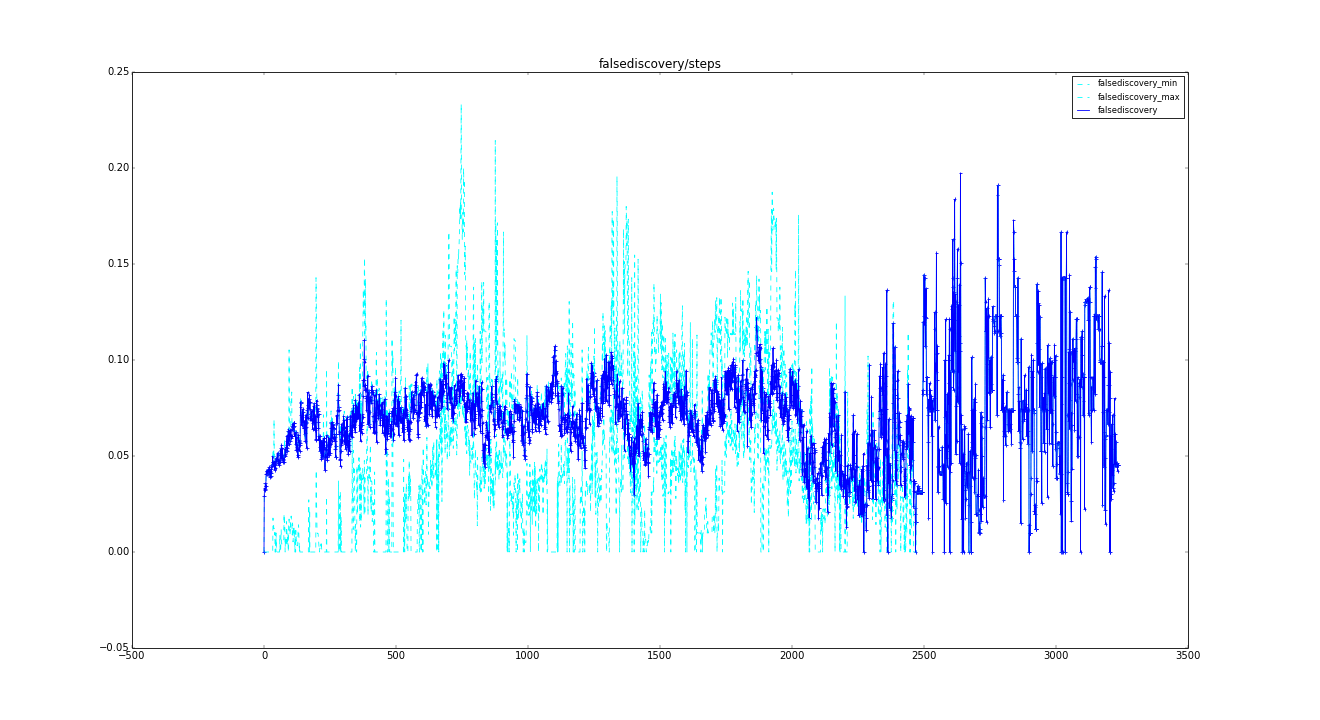 falsediscovery/steps
0.25
falsediscovery_min
falsediscovery_max
falsediscovery
0.20
0.15
0.10
0.05
0.00
−0.05
−500 0 500 1000 1500 2000 2500 3000 3500